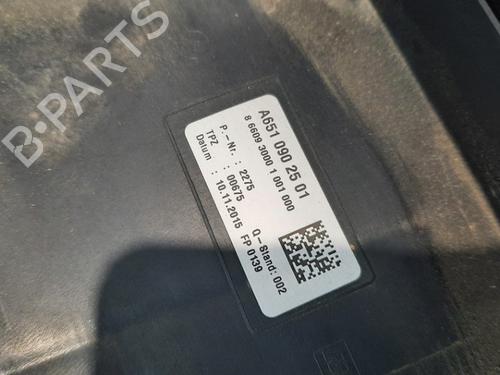 A651 090 25 01
8 6609 3000 1 001 000
P.-Nr. : 2275
TPZ : 00675
Datum : 10.11.2015 FP 0139
Q-Stand: 002
B-PARTS